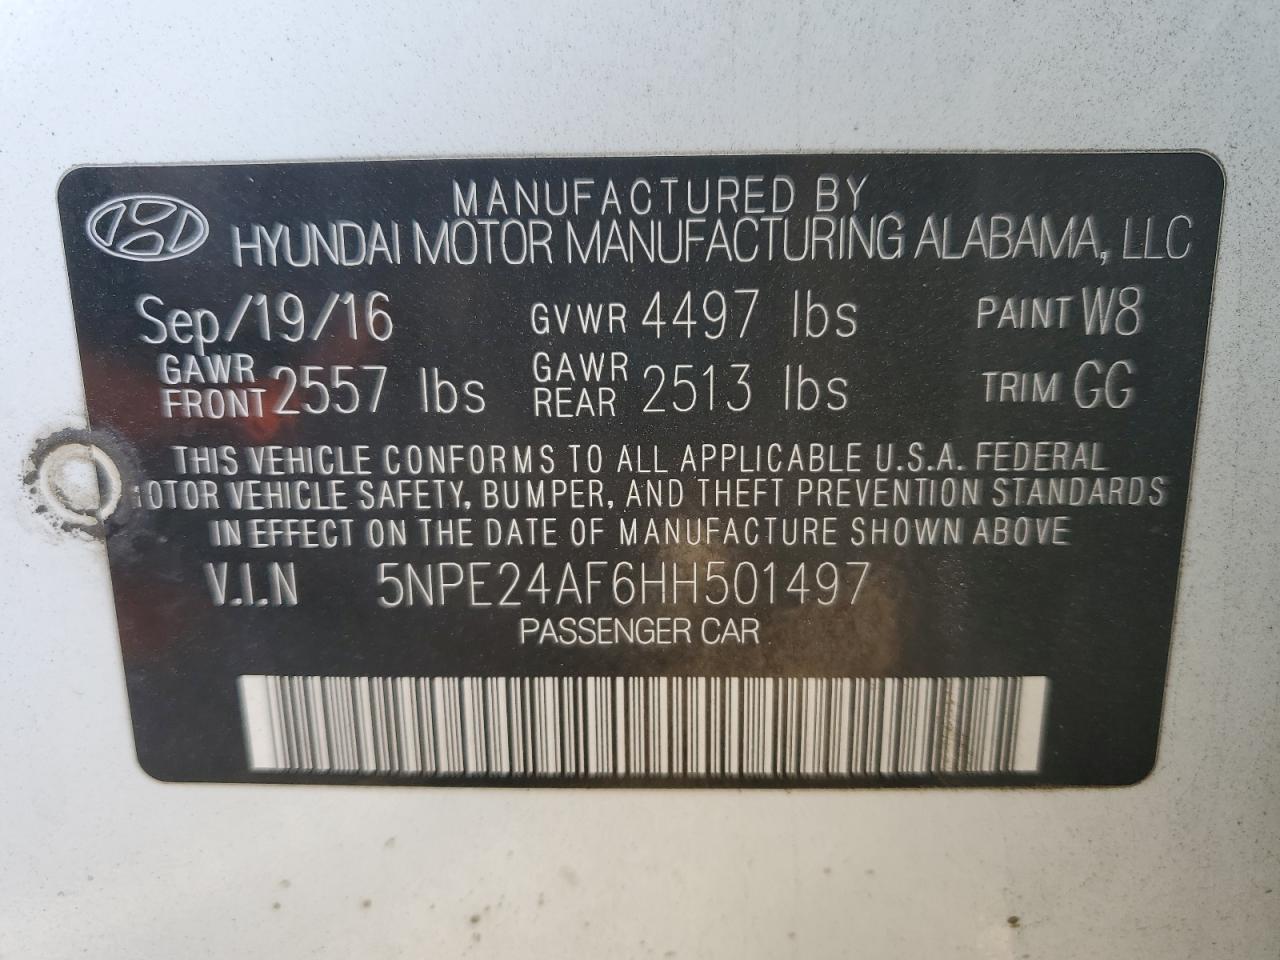 MANUFACTURED BY
HYUNDAI MOTOR MANUFACTURING ALABAMA, LLC
Sep/19/16 GVWR 4497 lbs PAINT W8
GAWR FRONT 2557 lbs GAWR REAR 2513 lbs TRIM GG
THIS VEHICLE CONFORMS TO ALL APPLICABLE U.S.A. FEDERAL
MOTOR VEHICLE SAFETY, BUMPER, AND THEFT PREVENTION STANDARDS
IN EFFECT ON THE DATE OF MANUFACTURE SHOWN ABOVE
V.I.N 5NPE24AF6HH501497
PASSENGER CAR